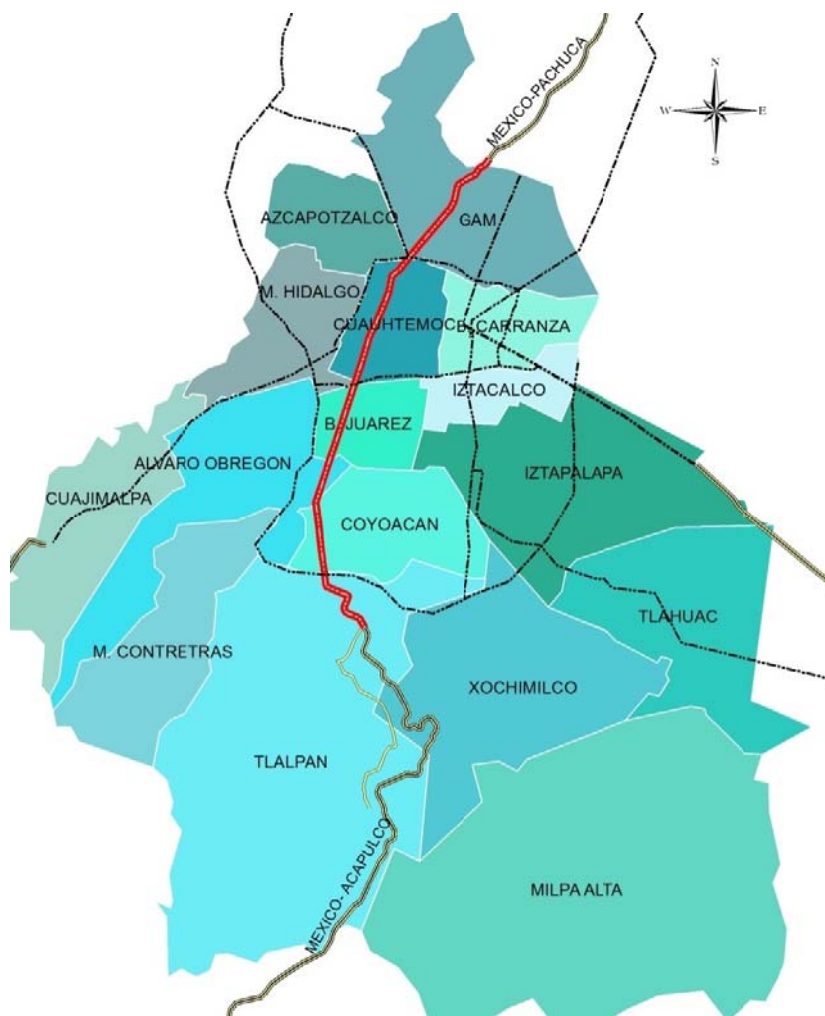 MEXICO-PACHUCA
N
W E
S
AZCAPOTZALCO
GAM
M. HIDALGO
CUAUHTEMOC
CARRANZA
IZTACALCO
B. JUAREZ
ALVARO OBREGON
IZTAPALAPA
CUAJIMALPA
COYOACAN
TLAHUAC
M. CONTRETRAS
XOCHIMILCO
TLALPAN
MEXICO- ACAPULCO
MILPA ALTA